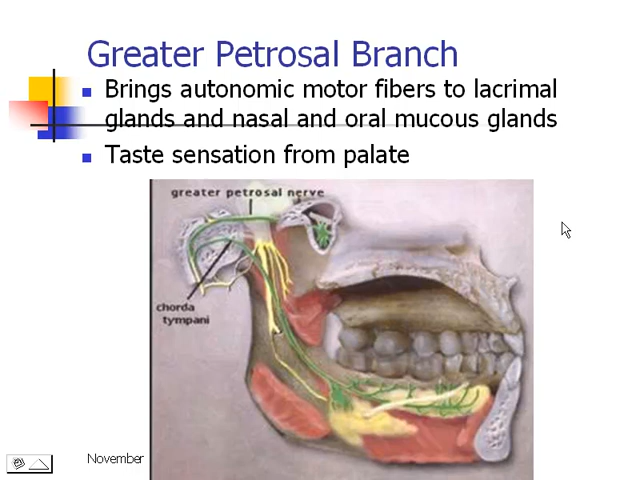 Greater Petrosal Branch
Brings autonomic motor fibers to lacrimal
glands and nasal and oral mucous glands
Taste sensation from palate
greater petrosal nerve
chorda
tympani
November